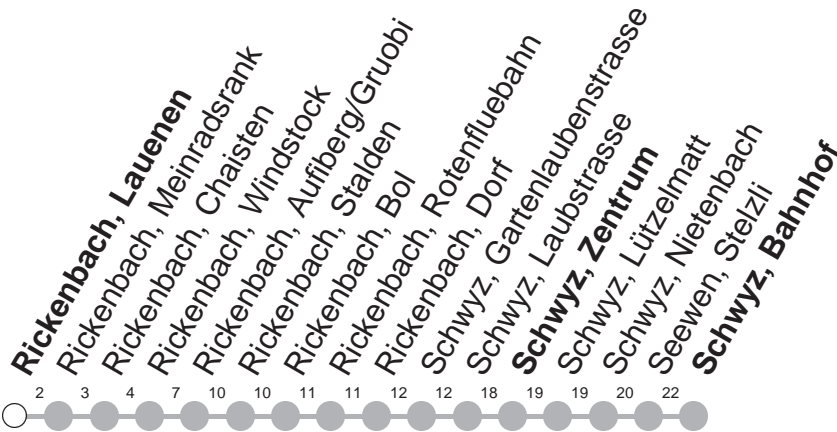 Rickenbach, Lauenen
Rickenbach, Meinradsrank
Rickenbach, Chaisten
Rickenbach, Windstock
Rickenbach, Aufiberg/Gruobi
Rickenbach, Stalden
Rickenbach, Bol
Rickenbach, Rotenfluebahn
Rickenbach, Dorf
Schwyz, Gartenlaubenstrasse
Schwyz, Laubstrasse
Schwyz, Zentrum
Schwyz, Lützelmatt
Schwyz, Nietenbach
Seewen, Stelzli
Schwyz, Bahnhof
2 3 4 7 10 10 11 11 12 12 18 19 19 20 22